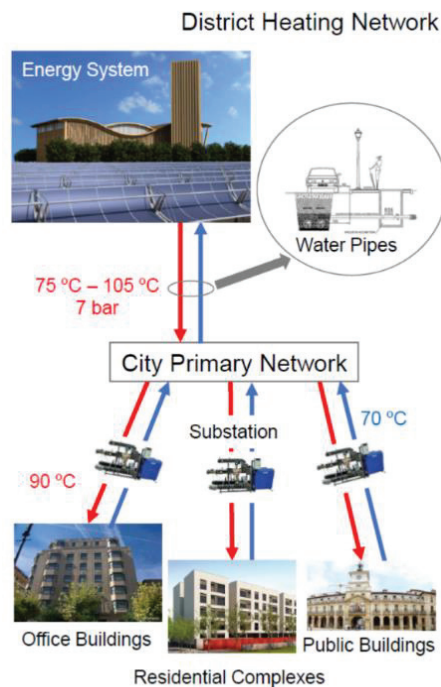 District Heating Network
Energy System
Water Pipes
75 ºC – 105 ºC
7 bar
City Primary Network
Substation
70 ºC
90 ºC
Office Buildings
Public Buildings
Residential Complexes